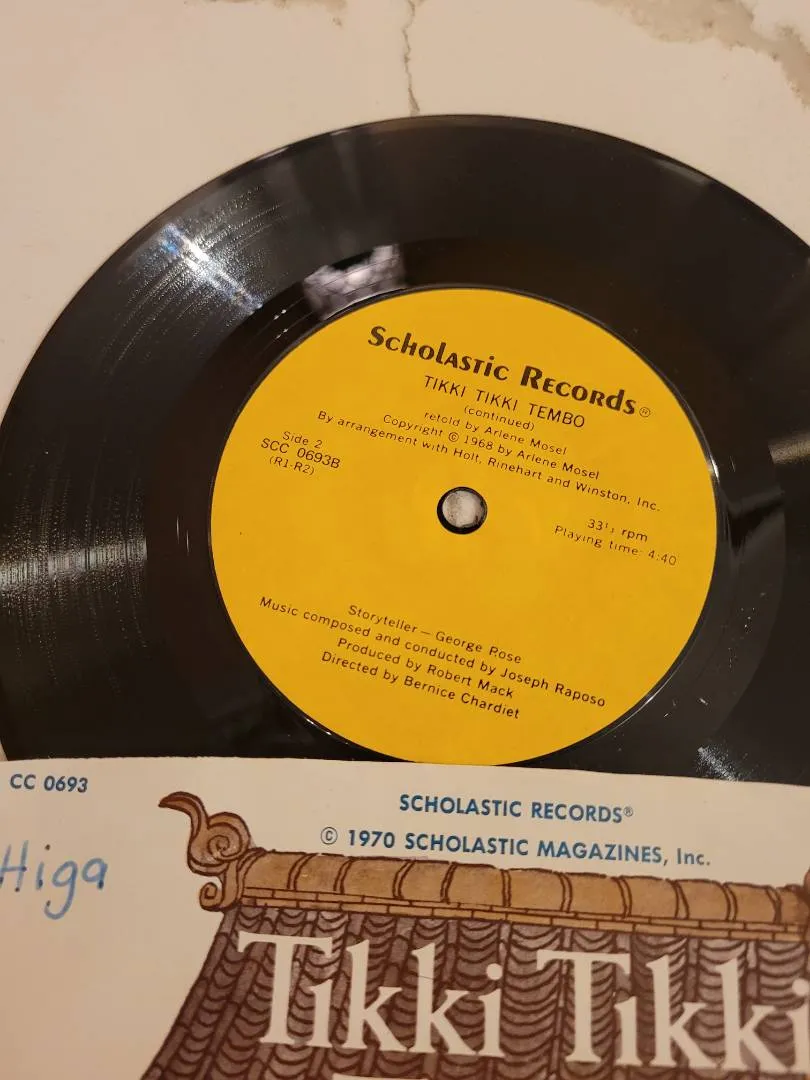 Scholastic Records®
TIKKI TIKKI TEMBO
(continued)
retold by Arlene Mosel
Copyright © 1968 by Arlene Mosel
By arrangement with Holt, Rinehart and Winston, Inc.
Side 2
SCC 0693B
(R1-R2)
33⅓ rpm
Playing time: 4:40
Storyteller — George Rose
Music composed and conducted by Joseph Raposo
Produced by Robert Mack
Directed by Bernice Chardiet
CC 0693
SCHOLASTIC RECORDS®
© 1970 SCHOLASTIC MAGAZINES, Inc.
Higa
Tikki Tikki